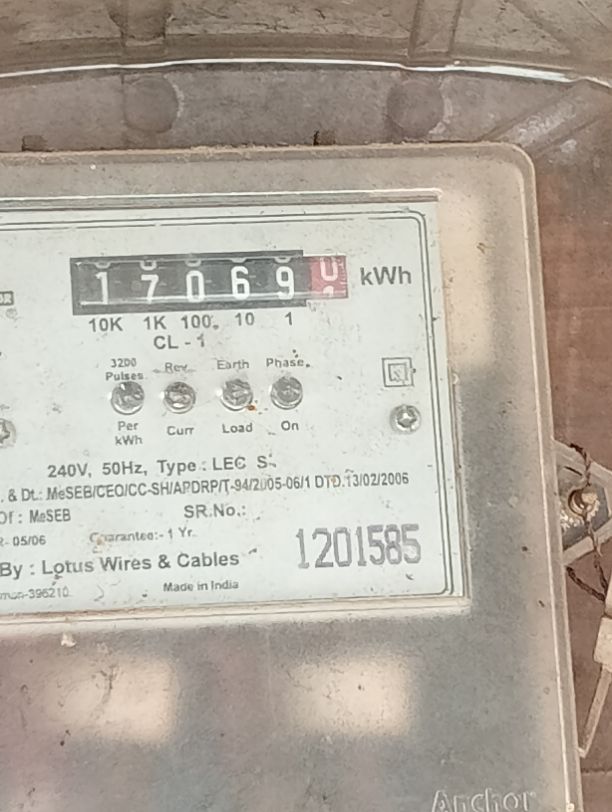 1 7 0 6 9 0 kWh
10K 1K 100 10 1
CL - 1
3200 Pulses Rev. Earth Phase
Per kWh Curr Load On
240V, 50Hz, Type : LEC S
. & Dt.: MeSEB/CEO/CC-SH/APDRP/T-94/2005-06/1 DTD.13/02/2006
Of : MeSEB SR.No.:
R- 05/06 Guarantee:- 1 Yr. 1201585
By : Lotus Wires & Cables
-396210 Made in India
Anchor